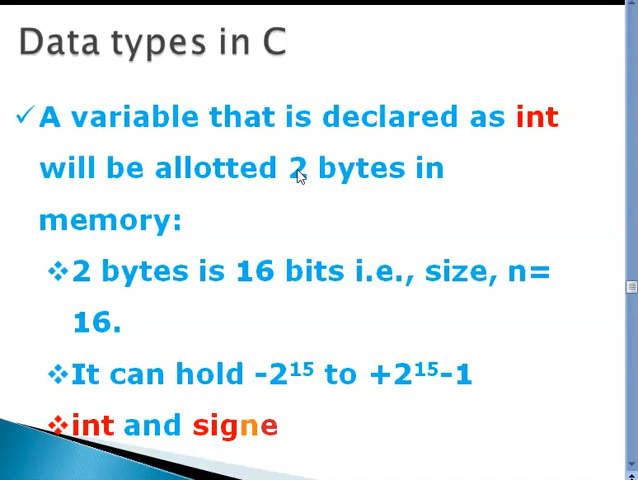 Data types in C
A variable that is declared as int
will be allotted 2 bytes in
memory:
2 bytes is 16 bits i.e., size, n=
16.
It can hold -2¹⁵ to +2¹⁵-1
int and signe